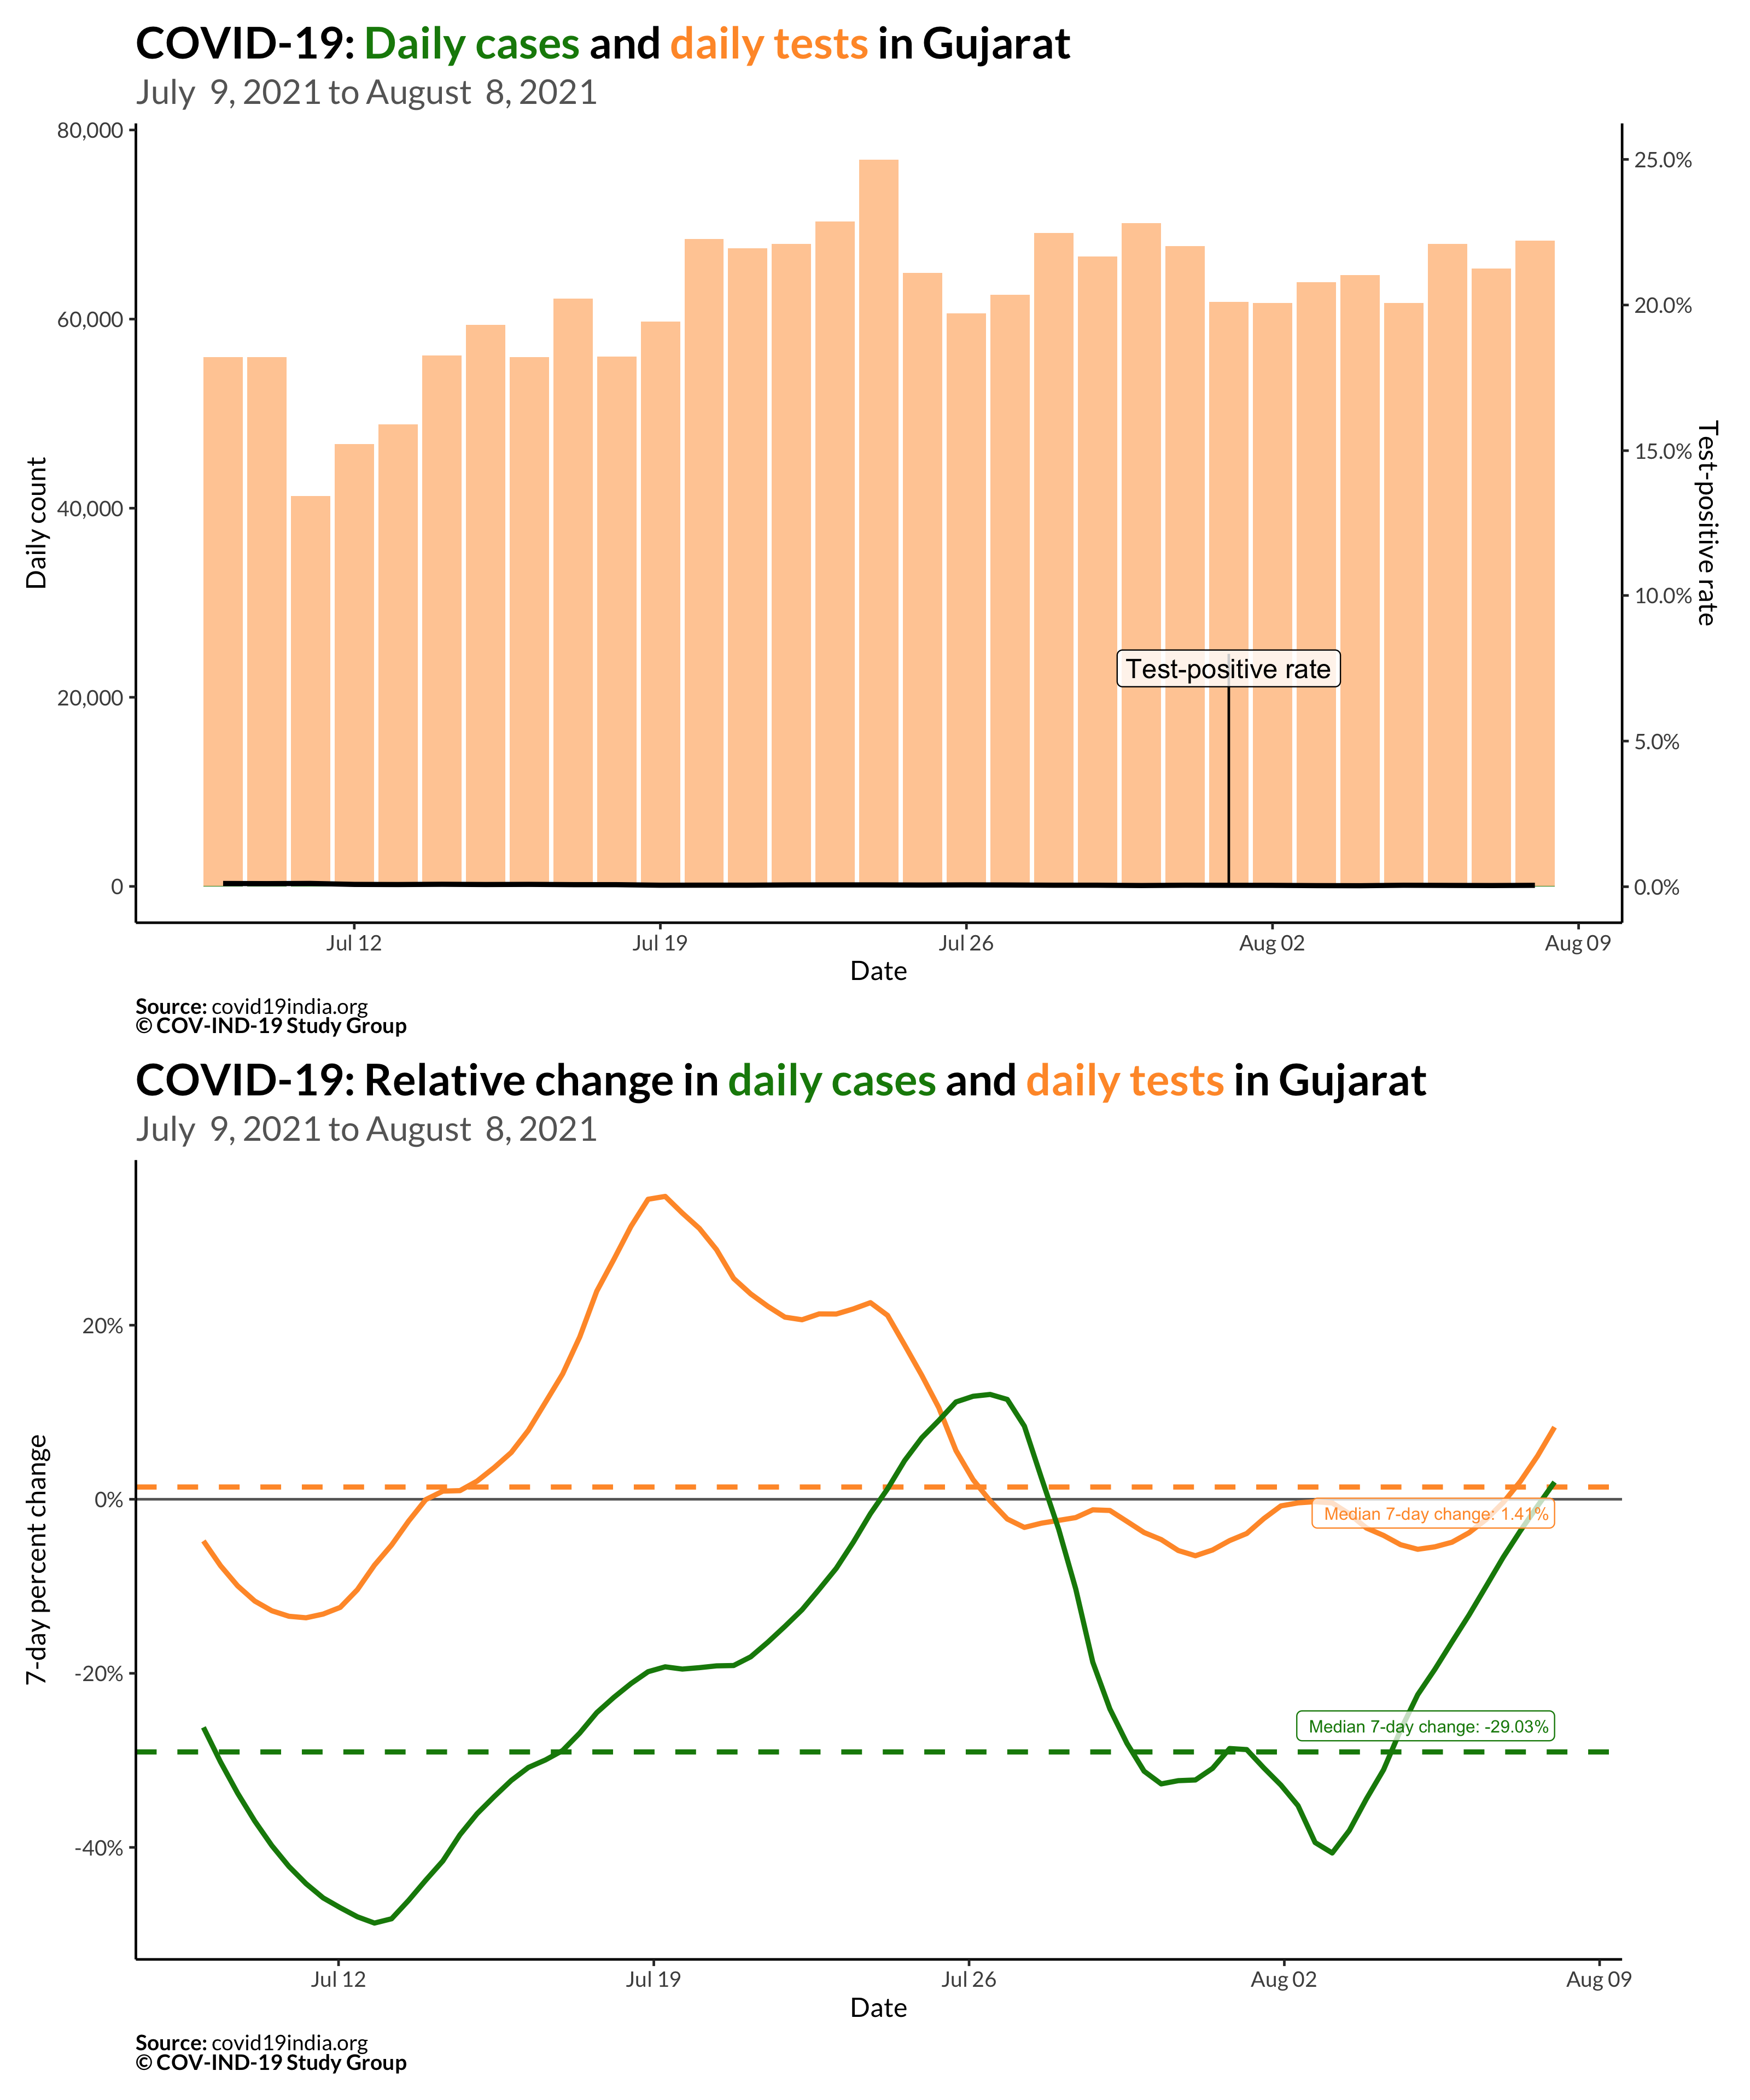 COVID-19: Daily cases and daily tests in Gujarat
July 9, 2021 to August 8, 2021
80,000
60,000
40,000
20,000
0
Daily count
25.0%
20.0%
15.0%
10.0%
5.0%
0.0%
Test-positive rate
Test-positive rate
Jul 12
Jul 19
Jul 26
Aug 02
Aug 09
Date
Source: covid19india.org
© COV-IND-19 Study Group
COVID-19: Relative change in daily cases and daily tests in Gujarat
July 9, 2021 to August 8, 2021
20%
0%
-20%
-40%
7-day percent change
Median 7-day change: 1.41%
Median 7-day change: -29.03%
Jul 12
Jul 19
Jul 26
Aug 02
Aug 09
Date
Source: covid19india.org
© COV-IND-19 Study Group